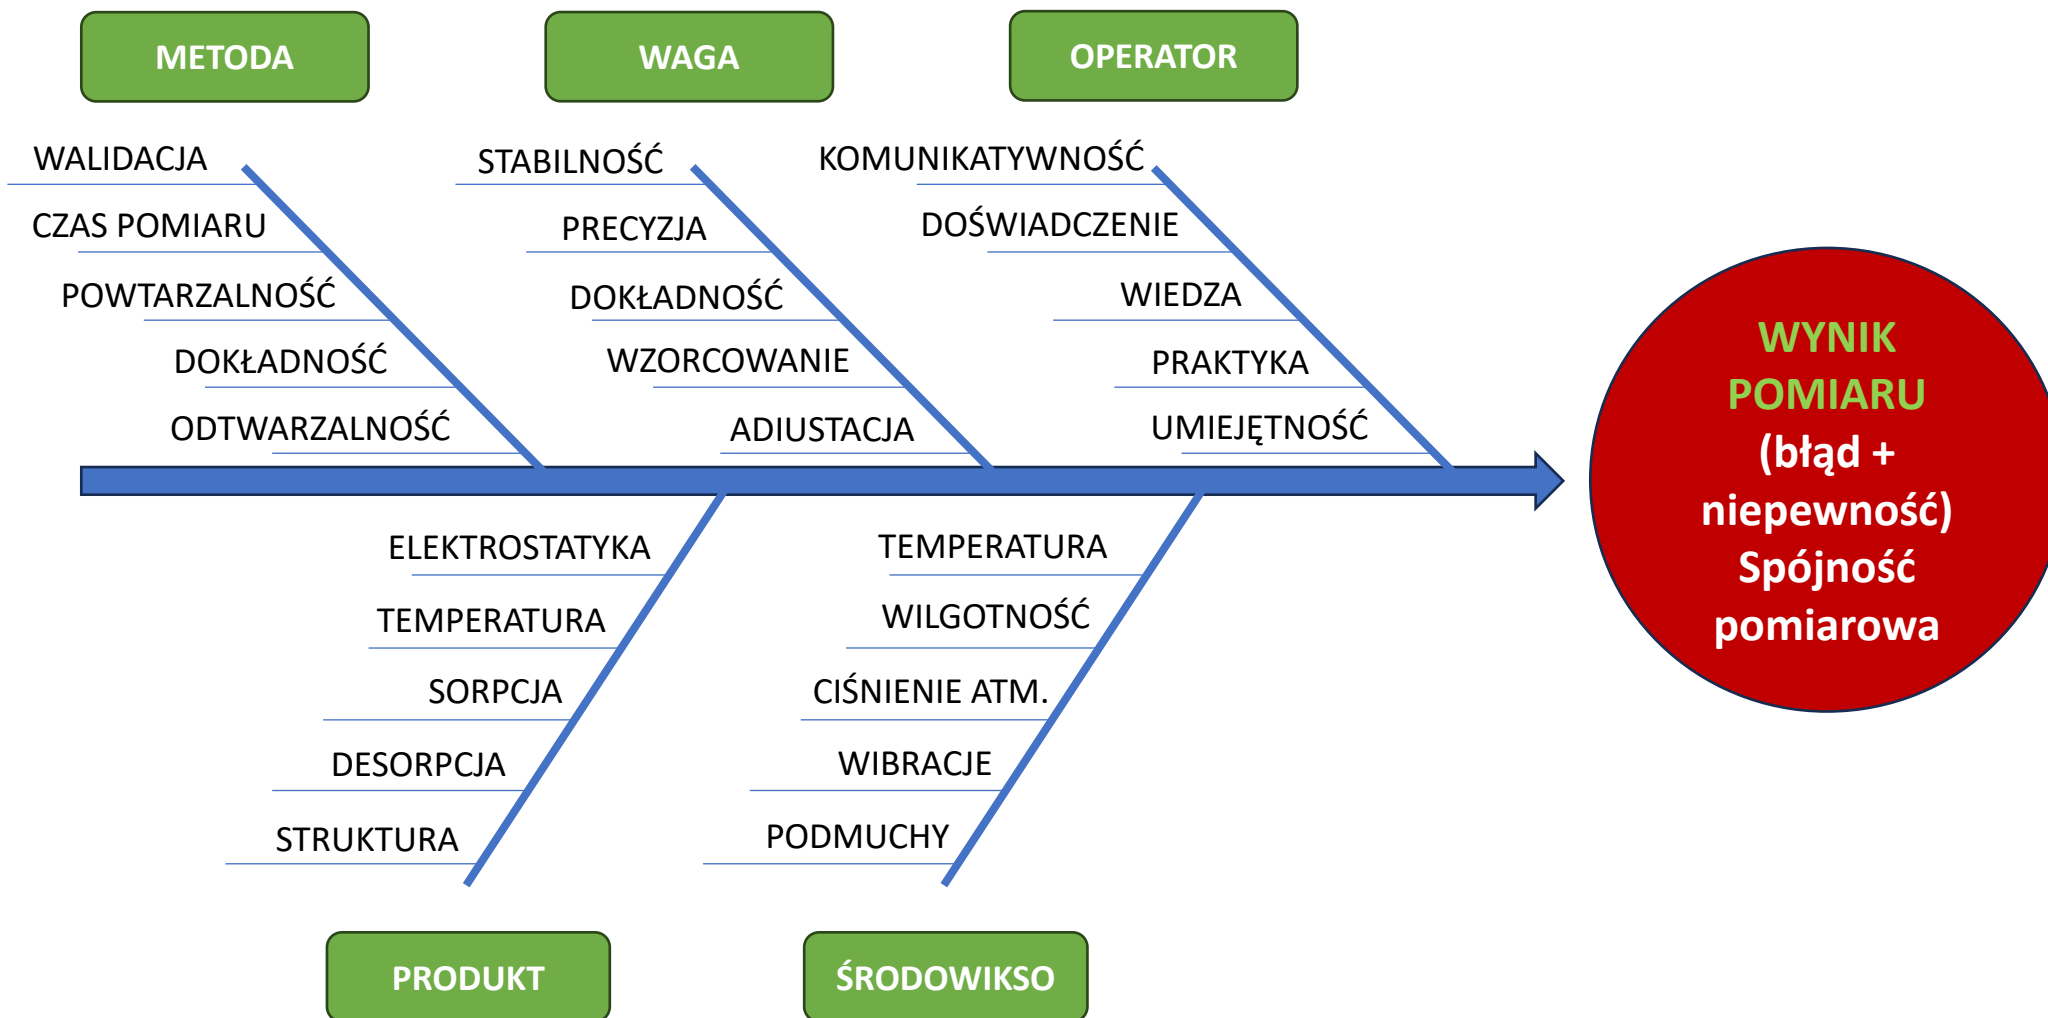 METODA
WAGA
OPERATOR
WALIDACJA
CZAS POMIARU
POWTARZALNOŚĆ
DOKŁADNOŚĆ
ODTWARZALNOŚĆ
STABILNOŚĆ
PRECYZJA
DOKŁADNOŚĆ
WZORCOWANIE
ADIUSTACJA
KOMUNIKATYWNOŚĆ
DOŚWIADCZENIE
WIEDZA
PRAKTYKA
UMIEJĘTNOŚĆ
WYNIK
POMIARU
(błąd +
niepewność)
Spójność
pomiarowa
ELEKTROSTATYKA
TEMPERATURA
SORPCJA
DESORPCJA
STRUKTURA
TEMPERATURA
WILGOTNOŚĆ
CIŚNIENIE ATM.
WIBRACJE
PODMUCHY
PRODUKT
ŚRODOWIKSO